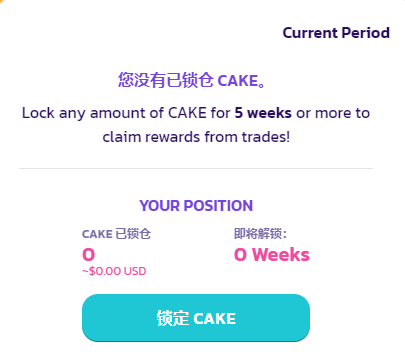 Current Period
您没有已锁仓 CAKE。
Lock any amount of CAKE for 5 weeks or more to
claim rewards from trades!
YOUR POSITION
CAKE 已锁仓
即将解锁：
0
0 Weeks
~$0.00 USD
锁定 CAKE